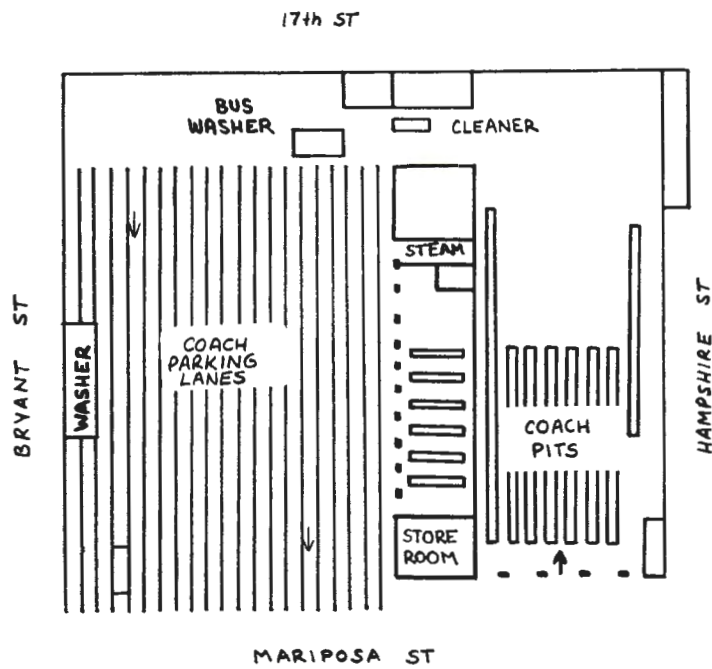 17th ST
BUS
WASHER
CLEANER
STEAM
BRYANT ST
WASHER
COACH
PARKING
LANES
COACH
PITS
HAMPSHIRE ST
STORE
ROOM
MARIPOSA ST